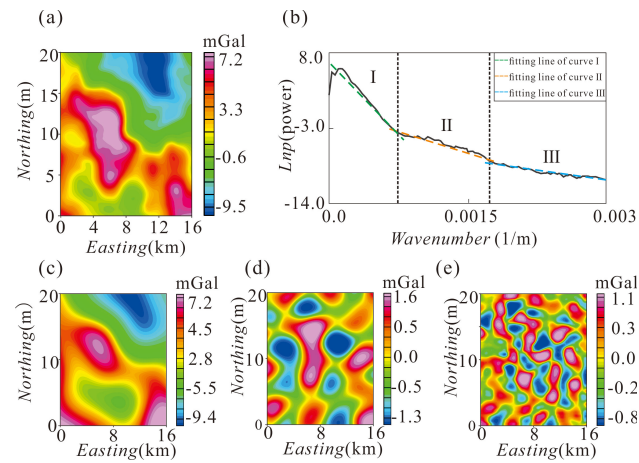 (a)
mGal
7.2
3.3
-0.6
-9.5
Northing(m)
20
15
10
5
0
0 4 8 12 16
Easting(km)
(b)
8.0
-3.0
-14.0
Lnp(power)
I
II
III
fitting line of curve I
fitting line of curve II
fitting line of curve III
0.0 0.0015 0.003
Wavenumber (1/m)
(c)
mGal
7.2
4.6
2.8
-5.5
-9.4
Northing(m)
20
10
0
0 8 16
Easting(km)
(d)
mGal
1.6
0.5
0.0
-0.5
-1.3
Northing(m)
20
10
0
0 8 16
Easting(km)
(e)
mGal
1.1
0.3
0.0
-0.2
-0.8
Northing(m)
20
10
0
0 8 16
Easting(km)